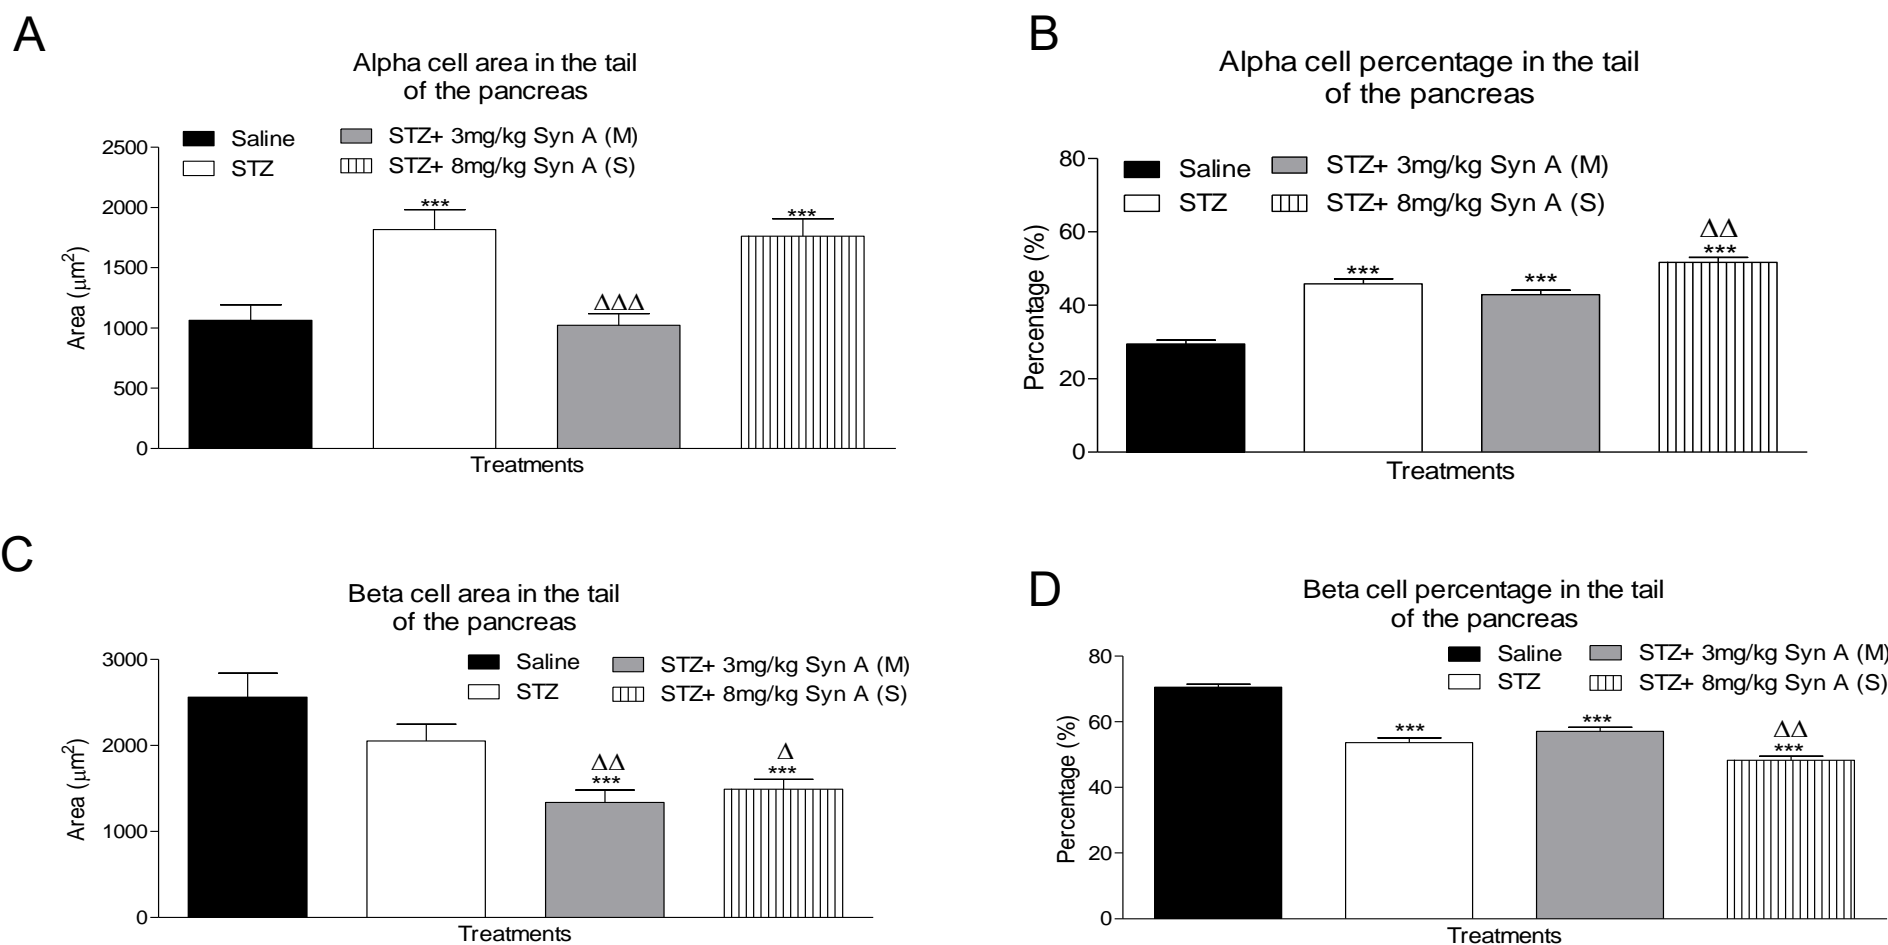 A
Alpha cell area in the tail
of the pancreas
Saline
STZ
STZ+ 3mg/kg Syn A (M)
STZ+ 8mg/kg Syn A (S)
2500
2000
1500
1000
500
0
Area (μm2)
***
ΔΔΔ
***
Treatments
B
Alpha cell percentage in the tail
of the pancreas
Saline
STZ
STZ+ 3mg/kg Syn A (M)
STZ+ 8mg/kg Syn A (S)
80
60
40
20
0
Percentage (%)
***
***
ΔΔ
***
Treatments
C
Beta cell area in the tail
of the pancreas
Saline
STZ
STZ+ 3mg/kg Syn A (M)
STZ+ 8mg/kg Syn A (S)
3000
2000
1000
0
Area (μm2)
ΔΔ
***
Δ
***
Treatments
D
Beta cell percentage in the tail
of the pancreas
Saline
STZ
STZ+ 3mg/kg Syn A (M)
STZ+ 8mg/kg Syn A (S)
80
60
40
20
0
Percentage (%)
***
***
ΔΔ
***
Treatments